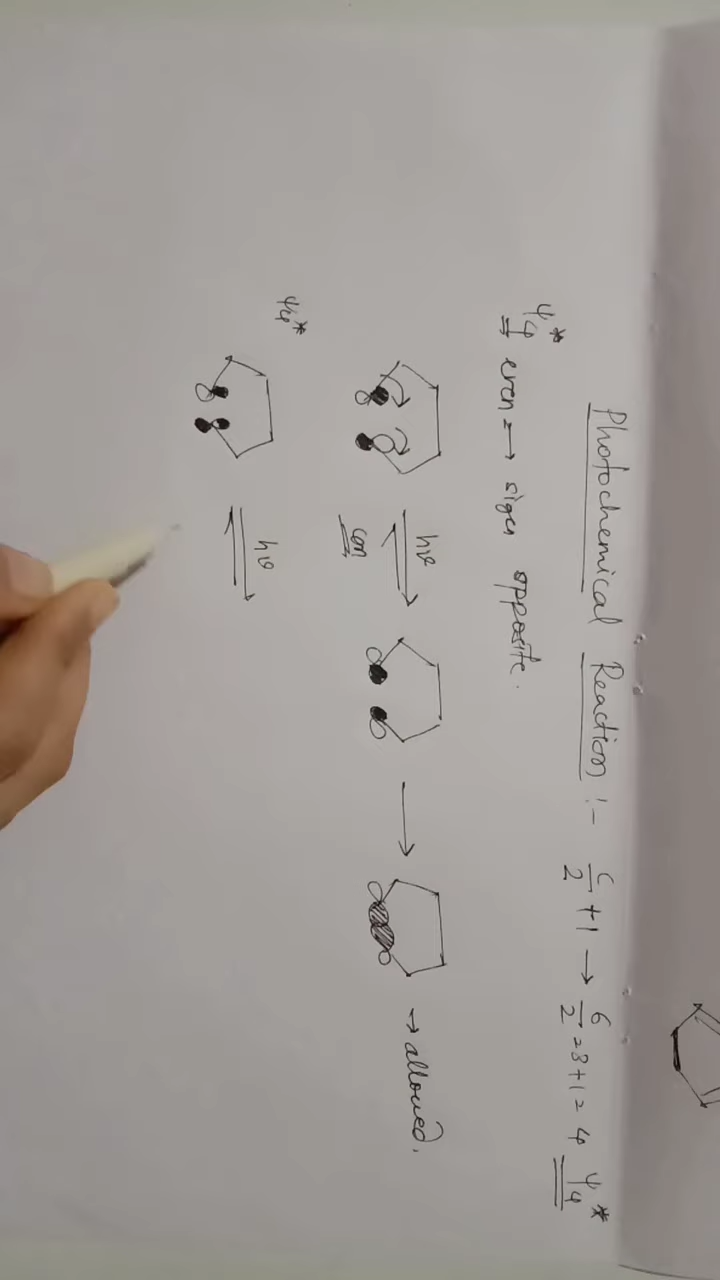 Photochemical Reaction :- C/2 + 1 → 6/2 = 3 + 1 = 4 ψ4*
ψ4* even => signs opposite.
hν
con
→ allowed.
ψ4*
hν